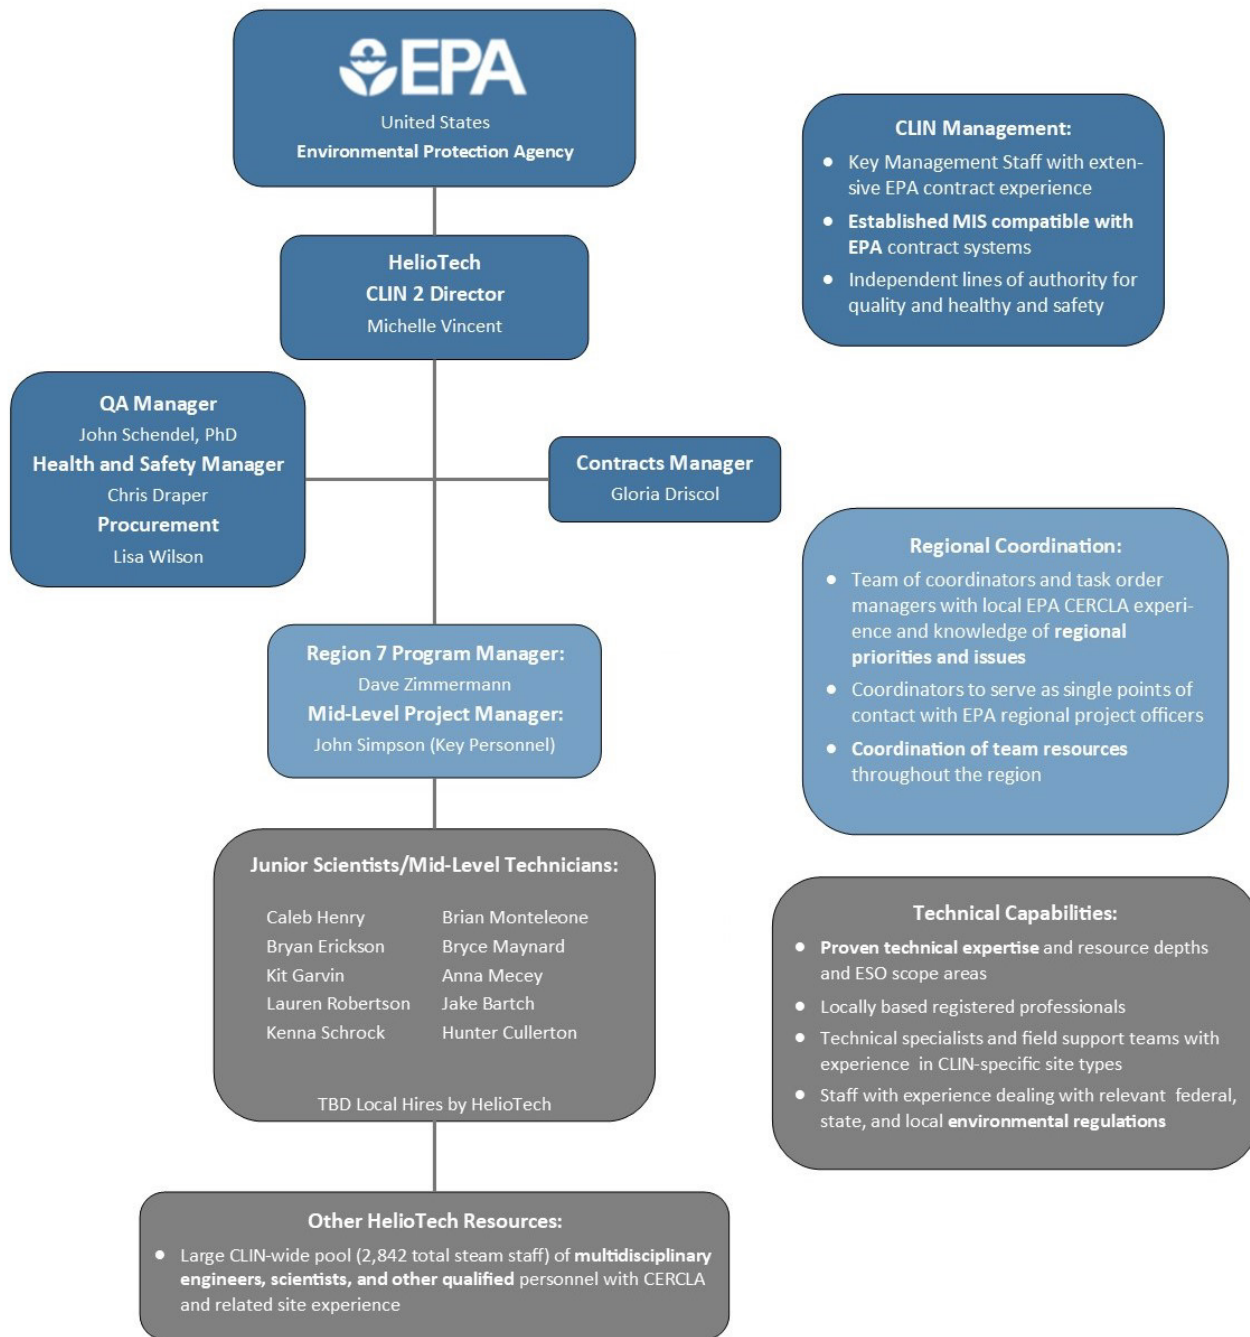 EPA
United States
Environmental Protection Agency
CLIN Management:
● Key Management Staff with exten-
sive EPA contract experience
● Established MIS compatible with
EPA contract systems
● Independent lines of authority for
quality and healthy and safety
HelioTech
CLIN 2 Director
Michelle Vincent
QA Manager
John Schendel, PhD
Health and Safety Manager
Chris Draper
Procurement
Lisa Wilson
Contracts Manager
Gloria Driscol
Regional Coordination:
● Team of coordinators and task order
managers with local EPA CERCLA experi-
ence and knowledge of regional
priorities and issues
● Coordinators to serve as single points of
contact with EPA regional project officers
● Coordination of team resources
throughout the region
Region 7 Program Manager:
Dave Zimmermann
Mid-Level Project Manager:
John Simpson (Key Personnel)
Junior Scientists/Mid-Level Technicians:
Caleb Henry
Bryan Erickson
Kit Garvin
Lauren Robertson
Kenna Schrock
Brian Monteleone
Bryce Maynard
Anna Mecey
Jake Bartch
Hunter Cullerton
TBD Local Hires by HelioTech
Technical Capabilities:
● Proven technical expertise and resource depths
and ESO scope areas
● Locally based registered professionals
● Technical specialists and field support teams with
experience in CLIN-specific site types
● Staff with experience dealing with relevant federal,
state, and local environmental regulations
Other HelioTech Resources:
● Large CLIN-wide pool (2,842 total steam staff) of multidisciplinary
engineers, scientists, and other qualified personnel with CERCLA
and related site experience